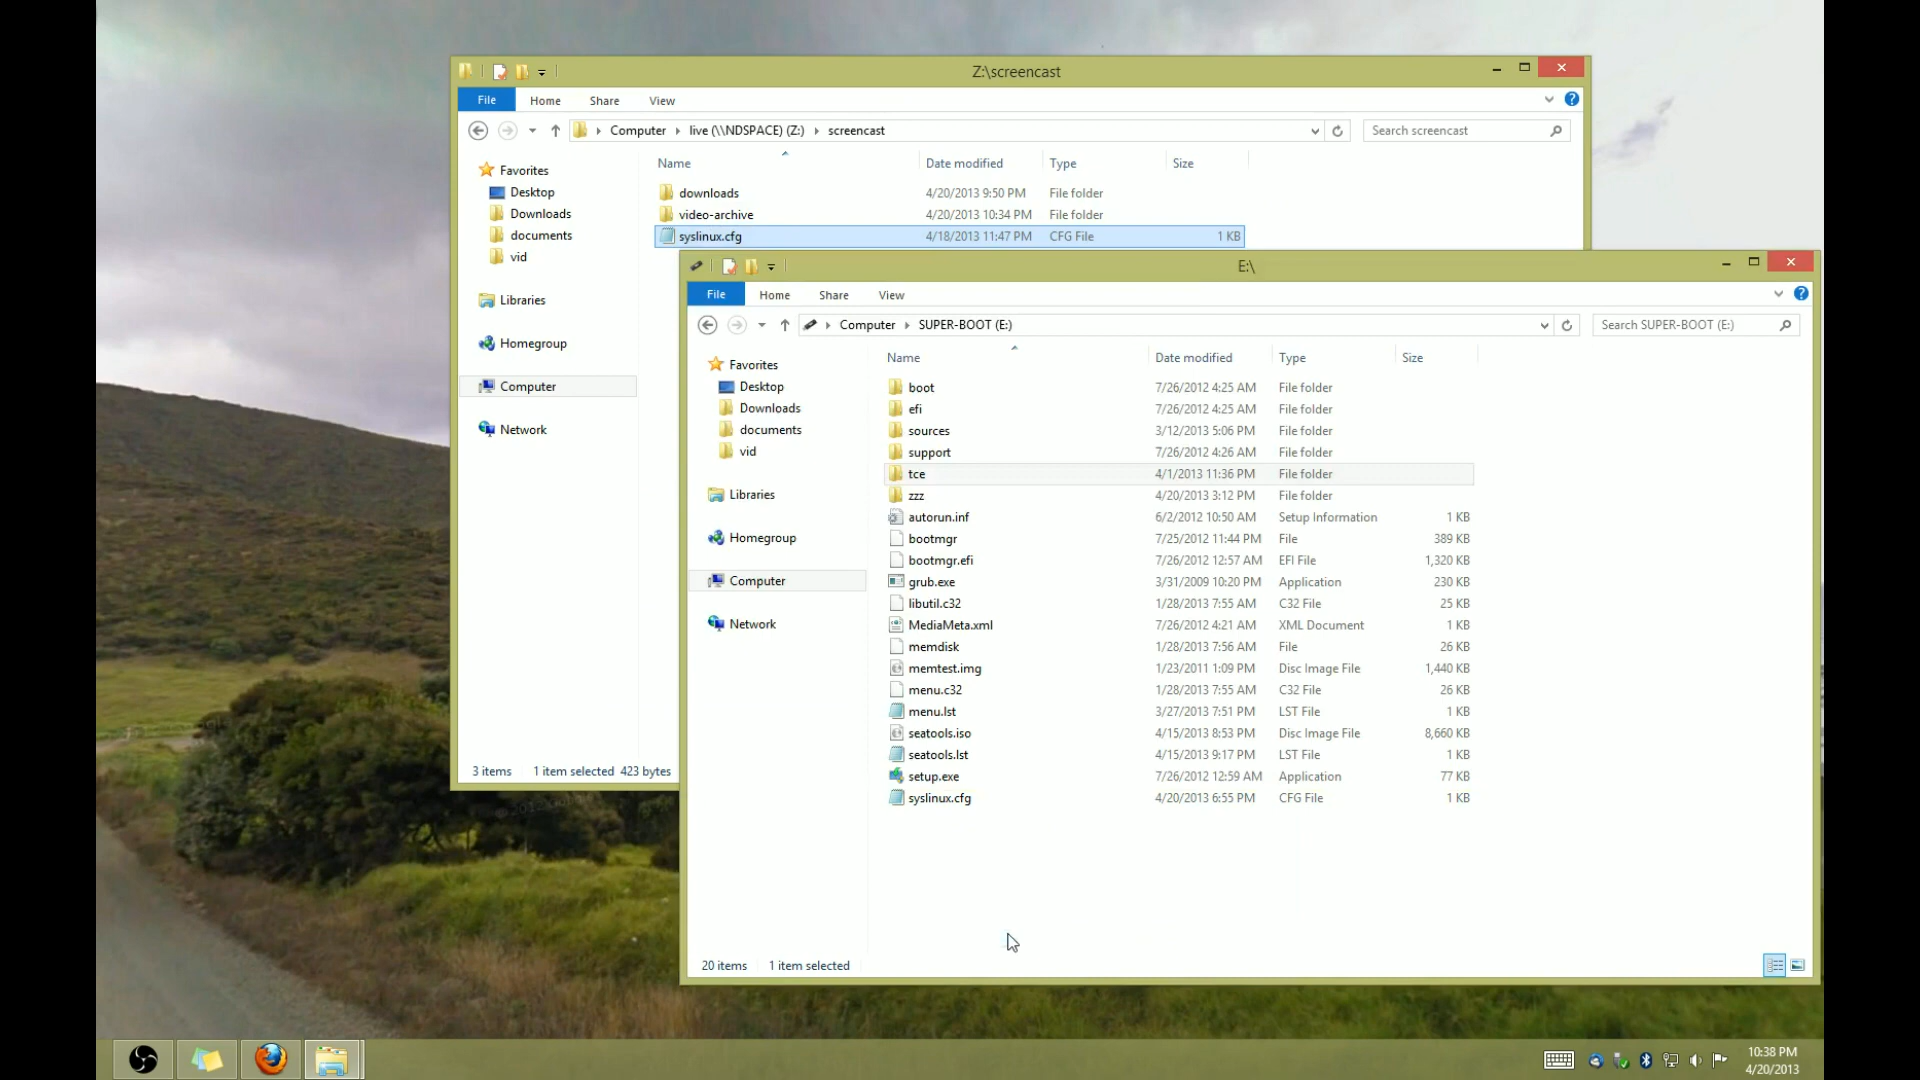 Z:\screencast
File Home Share View
Computer live (\\NDSPACE) (Z:) screencast
Search screencast
Name Date modified Type Size
Favorites
Desktop
Downloads
documents
vid
Libraries
Homegroup
Computer
Network
downloads 4/20/2013 9:50 PM File folder
video-archive 4/20/2013 10:34 PM File folder
syslinux.cfg 4/18/2013 11:47 PM CFG File 1 KB
3 items 1 item selected 423 bytes
E:\
File Home Share View
Computer SUPER-BOOT (E:)
Search SUPER-BOOT (E:)
Name Date modified Type Size
Favorites
Desktop
Downloads
documents
vid
Libraries
Homegroup
Computer
Network
boot 7/26/2012 4:25 AM File folder
efi 7/26/2012 4:25 AM File folder
sources 3/12/2013 5:06 PM File folder
support 7/26/2012 4:26 AM File folder
tce 4/1/2013 11:36 PM File folder
zzz 4/20/2013 3:12 PM File folder
autorun.inf 6/2/2012 10:50 AM Setup Information 1 KB
bootmgr 7/25/2012 11:44 PM File 389 KB
bootmgr.efi 7/26/2012 12:57 AM EFI File 1,320 KB
grub.exe 3/31/2009 10:20 PM Application 230 KB
libutil.c32 1/28/2013 7:55 AM C32 File 25 KB
MediaMeta.xml 7/26/2012 4:21 AM XML Document 1 KB
memdisk 1/28/2013 7:56 AM File 26 KB
memtest.img 1/23/2011 1:09 PM Disc Image File 1,440 KB
menu.c32 1/28/2013 7:55 AM C32 File 26 KB
menu.lst 3/27/2013 7:51 PM LST File 1 KB
seatools.iso 4/15/2013 8:53 PM Disc Image File 8,660 KB
seatools.lst 4/15/2013 9:17 PM LST File 1 KB
setup.exe 7/26/2012 12:59 AM Application 77 KB
syslinux.cfg 4/20/2013 6:55 PM CFG File 1 KB
20 items 1 item selected
10:38 PM
4/20/2013